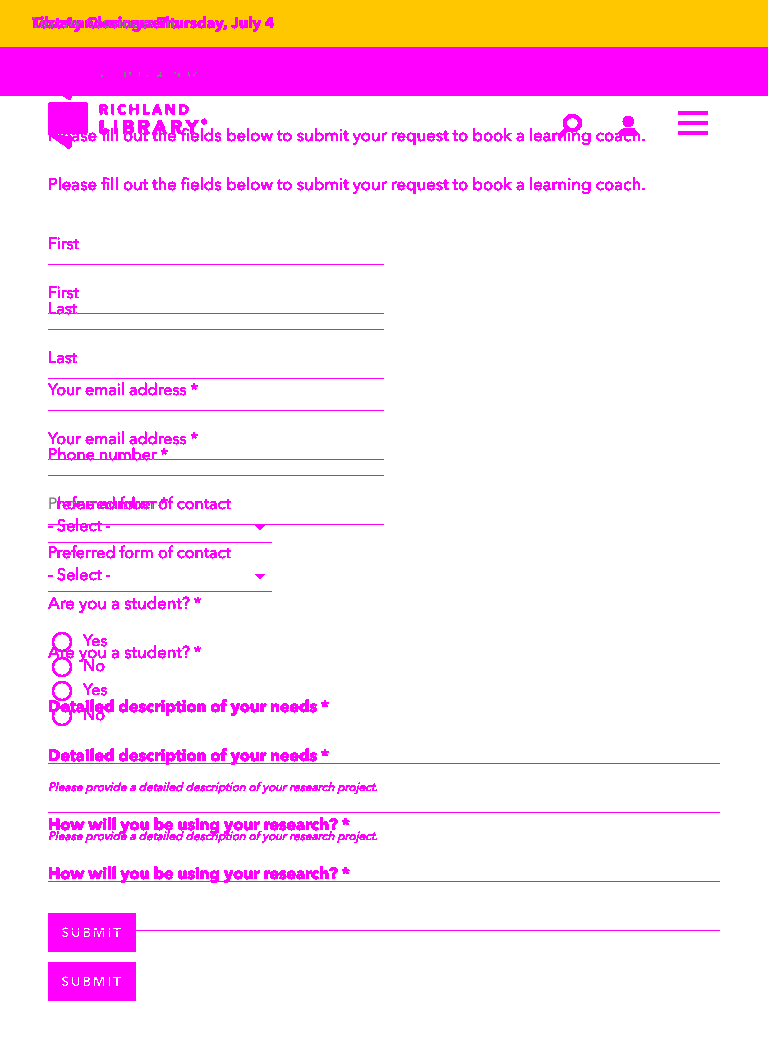 Library Closing: Thursday, July 4
RICHLAND
LIBRARY
Please fill out the fields below to submit your request to book a learning coach.
Please fill out the fields below to submit your request to book a learning coach.
First
First
Last
Last
Your email address *
Your email address *
Phone number *
Preferred form of contact
- Select -
Preferred form of contact
- Select -
Are you a student? *
Yes
Are you a student? *
No
Yes
Detailed description of your needs *
No
Detailed description of your needs *
Please provide a detailed description of your research project.
How will you be using your research? *
Please provide a detailed description of your research project.
How will you be using your research? *
SUBMIT
SUBMIT